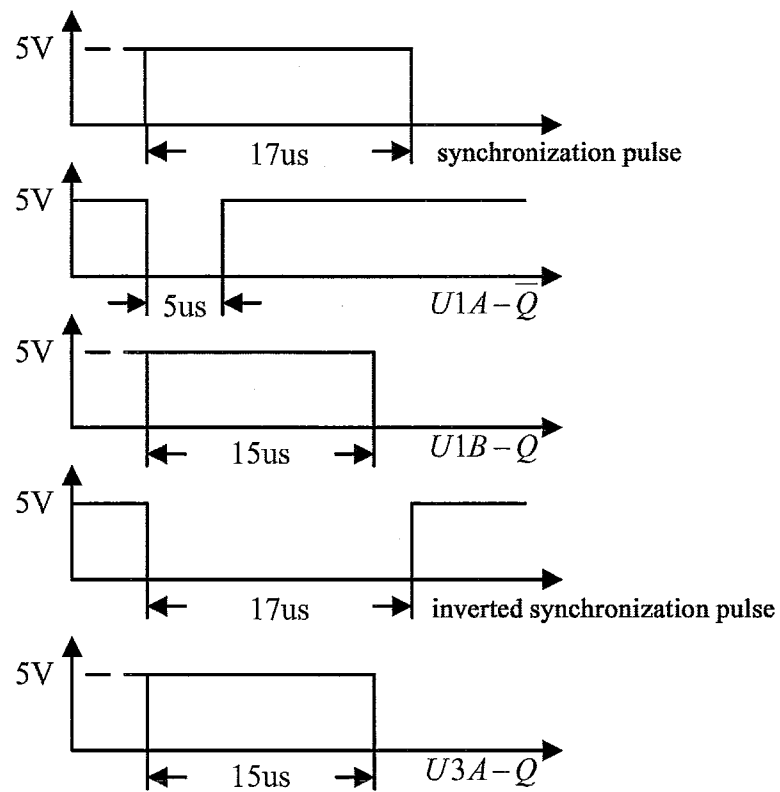 5V
17us
synchronization pulse
5V
5us
U1A-Q̅
5V
15us
U1B-Q
5V
17us
inverted synchronization pulse
5V
15us
U3A-Q